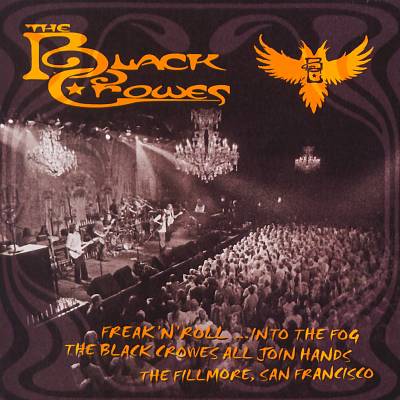 THE
BLACK
CROWES
FREAK 'N' ROLL ...INTO THE FOG
THE BLACK CROWES ALL JOIN HANDS
THE FILLMORE, SAN FRANCISCO